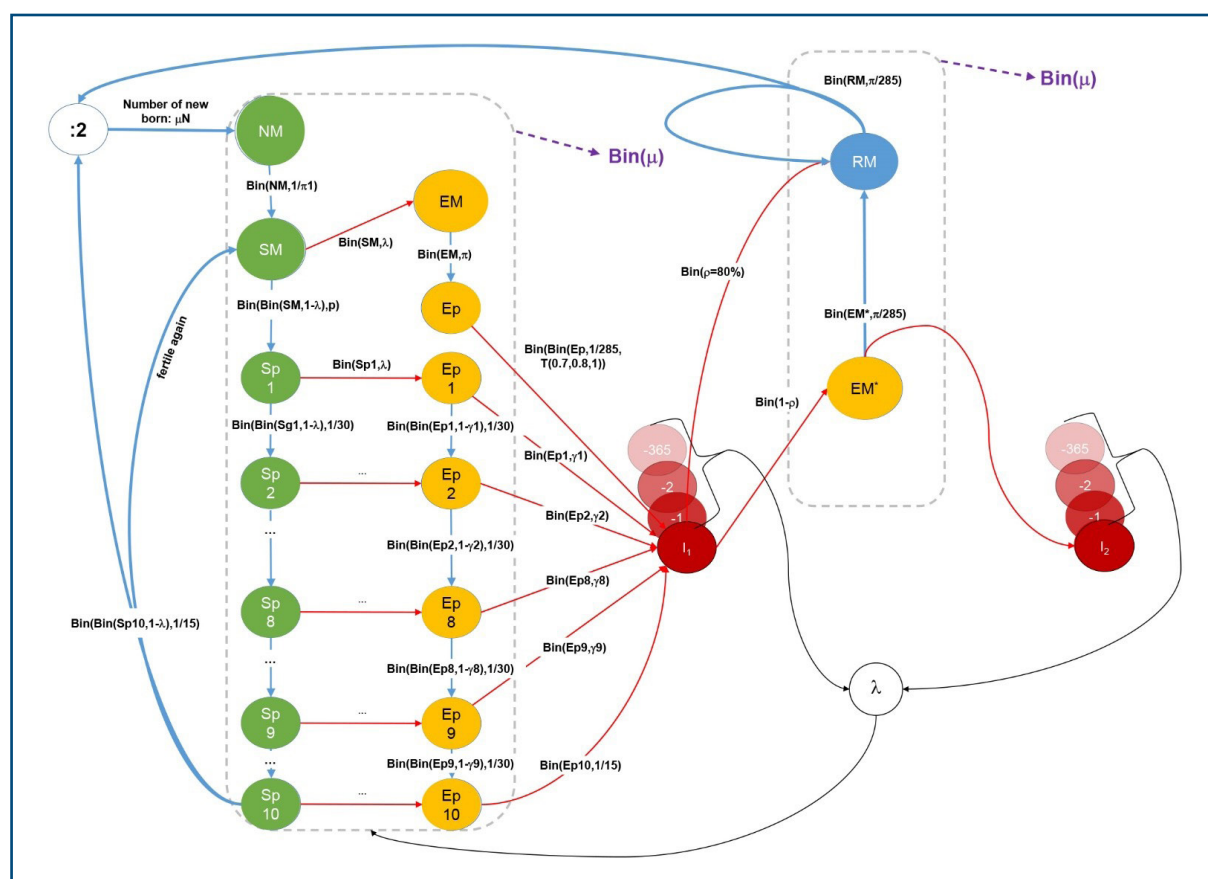 Bin(RM,π/285)
Bin(μ)
Number of new
born: μN
:2
NM
Bin(μ)
RM
Bin(NM,1/π1)
EM
SM
Bin(SM,λ)
Bin(EM,π)
Bin(ρ=80%)
Bin(Bin(SM,1-λ),p)
Ep
Bin(EM*,π/285)
fertile again
Bin(Bin(Ep,1/285,
T(0.7,0.8,1))
Sp
1
Bin(Sp1,λ)
Ep
1
EM*
Bin(1-ρ)
Bin(Bin(Sg1,1-λ),1/30)
Bin(Bin(Ep1,1-γ1),1/30)
Bin(Ep1,γ1)
-365
-365
Sp
2
...
Ep
2
-2
-2
Bin(Ep2,γ2)
-1
-1
...
Bin(Bin(Ep2,1-γ2),1/30)
I1
I2
Bin(Ep8,γ8)
Sp
8
...
Ep
8
Bin(Bin(Sp10,1-λ),1/15)
Bin(Ep9,γ9)
...
Bin(Bin(Ep8,1-γ8),1/30)
λ
Sp
9
...
Ep
9
...
Bin(Bin(Ep9,1-γ9),1/30)
Bin(Ep10,1/15)
Sp
10
...
Ep
10